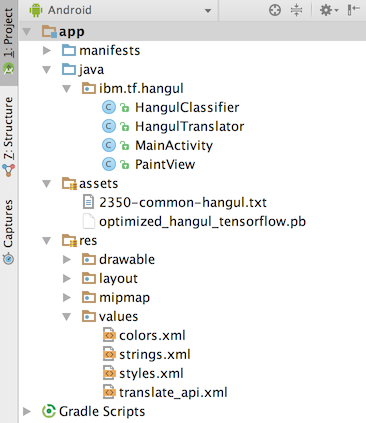 1: Project
Z: Structure
Captures
Android
app
manifests
java
ibm.tf.hangul
HangulClassifier
HangulTranslator
MainActivity
PaintView
assets
2350-common-hangul.txt
optimized_hangul_tensorflow.pb
res
drawable
layout
mipmap
values
colors.xml
strings.xml
styles.xml
translate_api.xml
Gradle Scripts